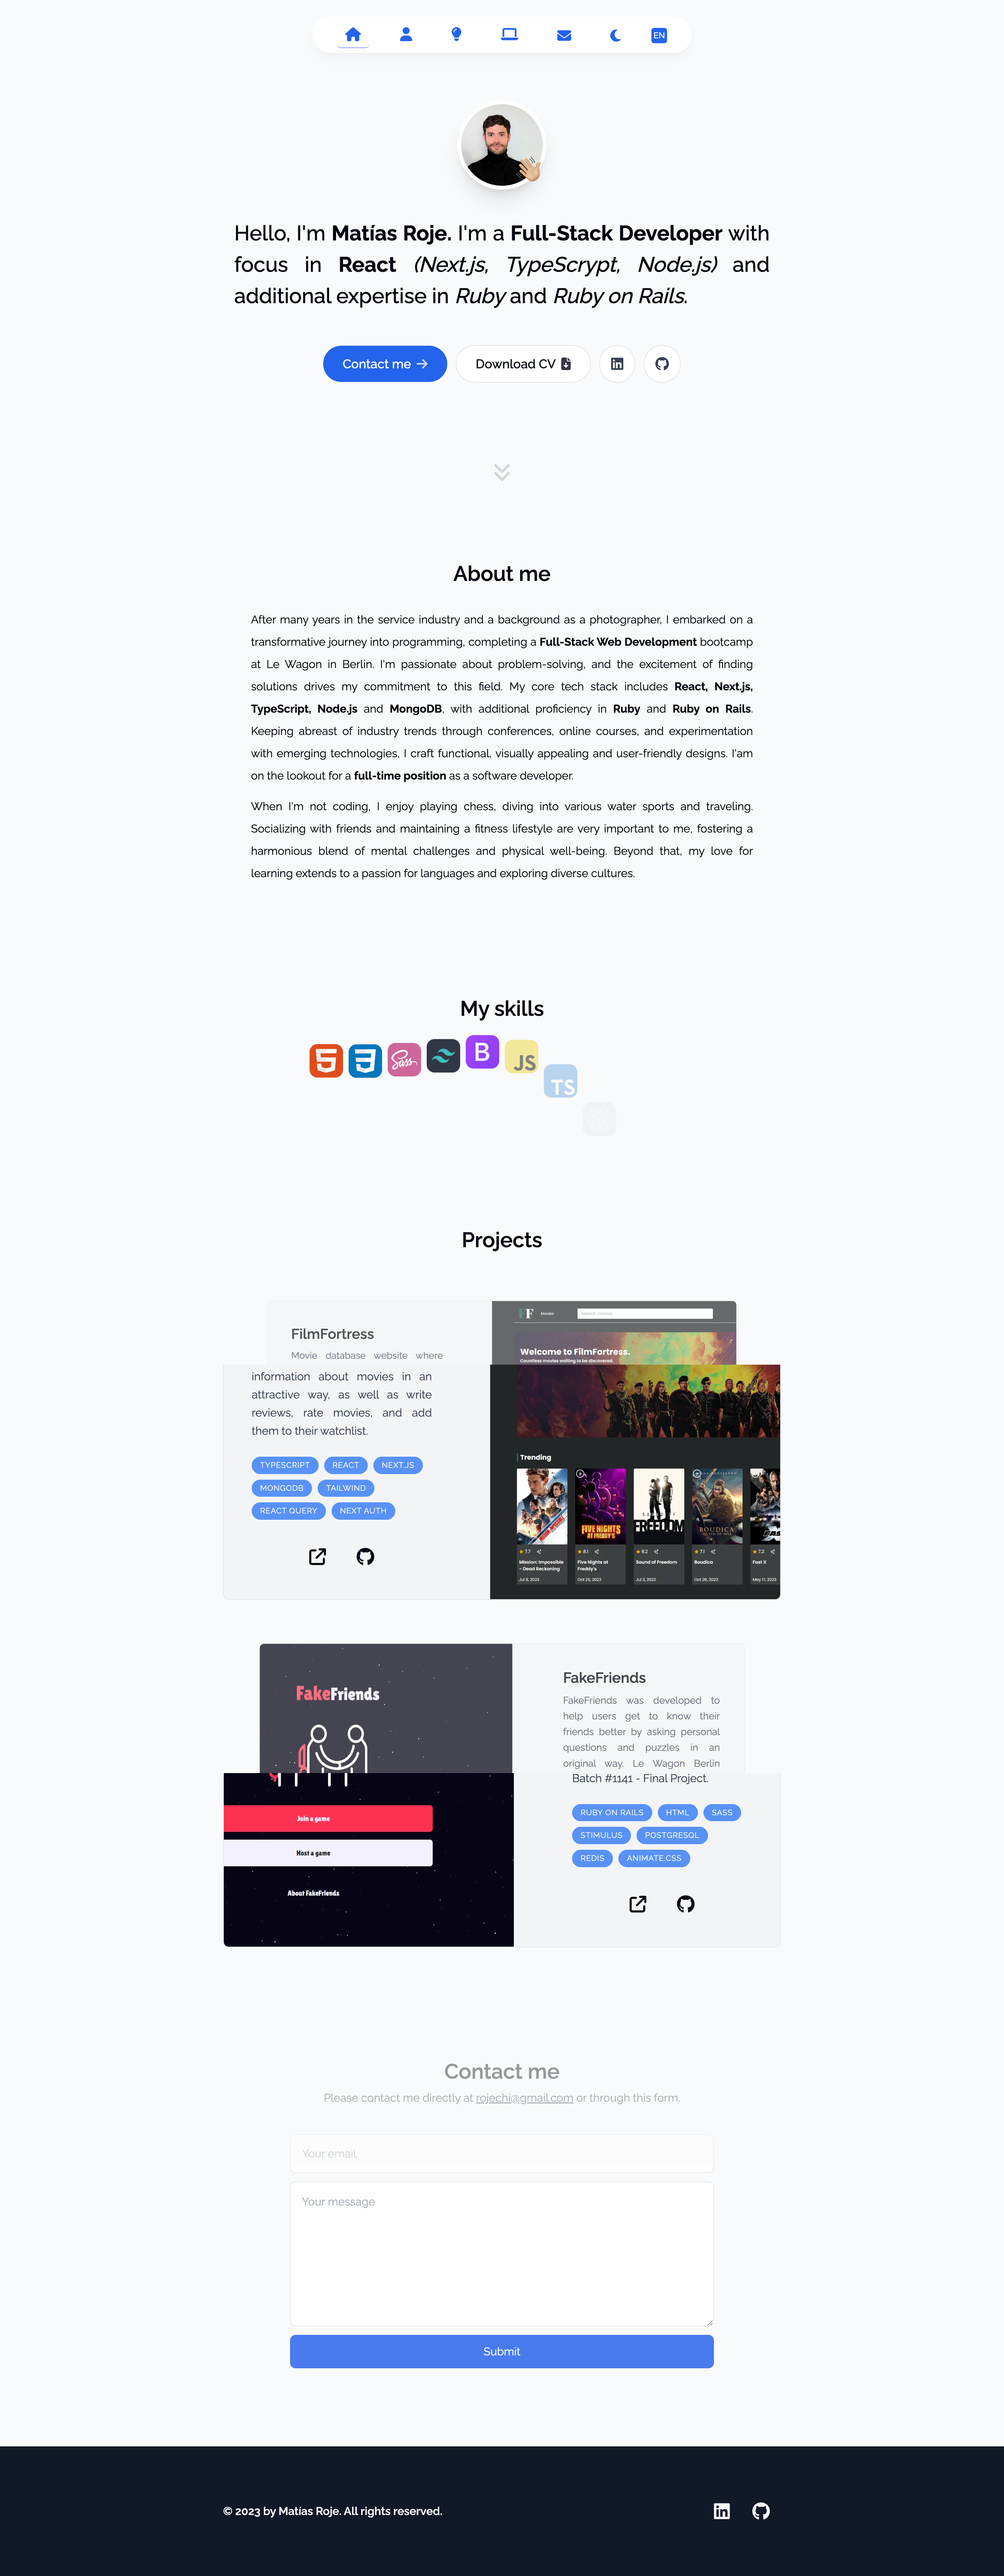 EN
Hello, I'm Matías Roje. I'm a Full-Stack Developer with
focus in React (Next.js, TypeScrypt, Node.js) and
additional expertise in Ruby and Ruby on Rails.
Contact me
Download CV
About me
After many years in the service industry and a background as a photographer, I embarked on a
transformative journey into programming, completing a Full-Stack Web Development bootcamp
at Le Wagon in Berlin. I'm passionate about problem-solving, and the excitement of finding
solutions drives my commitment to this field. My core tech stack includes React, Next.js,
TypeScript, Node.js and MongoDB, with additional proficiency in Ruby and Ruby on Rails.
Keeping abreast of industry trends through conferences, online courses, and experimentation
with emerging technologies, I craft functional, visually appealing and user-friendly designs. I'am
on the lookout for a full-time position as a software developer.
When I'm not coding, I enjoy playing chess, diving into various water sports and traveling.
Socializing with friends and maintaining a fitness lifestyle are very important to me, fostering a
harmonious blend of mental challenges and physical well-being. Beyond that, my love for
learning extends to a passion for languages and exploring diverse cultures.
My skills
Sass
B
JS
TS
Projects
FilmFortress
Movie database website where
information about movies in an
attractive way, as well as write
reviews, rate movies, and add
them to their watchlist.
TYPESCRIPT REACT NEXT.JS
MONGODB TAILWIND
REACT QUERY NEXT AUTH
FF Movies Search movies
Welcome to FilmFortress.
Countless movies waiting to be discovered.
Trending
FIVE NIGHTS AT FREDDY'S
FREEDOM
BOUDICA
7.7 8.1 8.2 7.1 7.2
Mission: Impossible - Dead Reckoning
Five Nights at Freddy's
Sound of Freedom
Boudica
Fast X
Jul 8, 2023
Oct 25, 2023
Jul 3, 2023
Oct 26, 2023
May 17, 2023
FakeFriends
Join a game
Host a game
About FakeFriends
FakeFriends
FakeFriends was developed to
help users get to know their
friends better by asking personal
questions and puzzles in an
original way. Le Wagon Berlin
Batch #1141 - Final Project.
RUBY ON RAILS HTML SASS
STIMULUS POSTGRESQL
REDIS ANIMATE.CSS
Contact me
Please contact me directly at rojechi@gmail.com or through this form.
Your email
Your message
Submit
© 2023 by Matías Roje. All rights reserved.